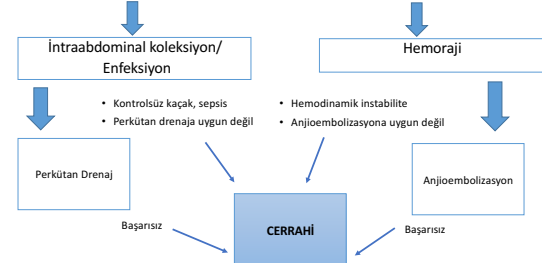 İntraabdominal koleksiyon/
Enfeksiyon
Hemoraji
• Kontrolsüz kaçak, sepsis
• Perkütan drenaja uygun değil
• Hemodinamik instabilite
• Anjioembolizasyona uygun değil
Perkütan Drenaj
Anjioembolizasyon
Başarısız
CERRAHİ
Başarısız